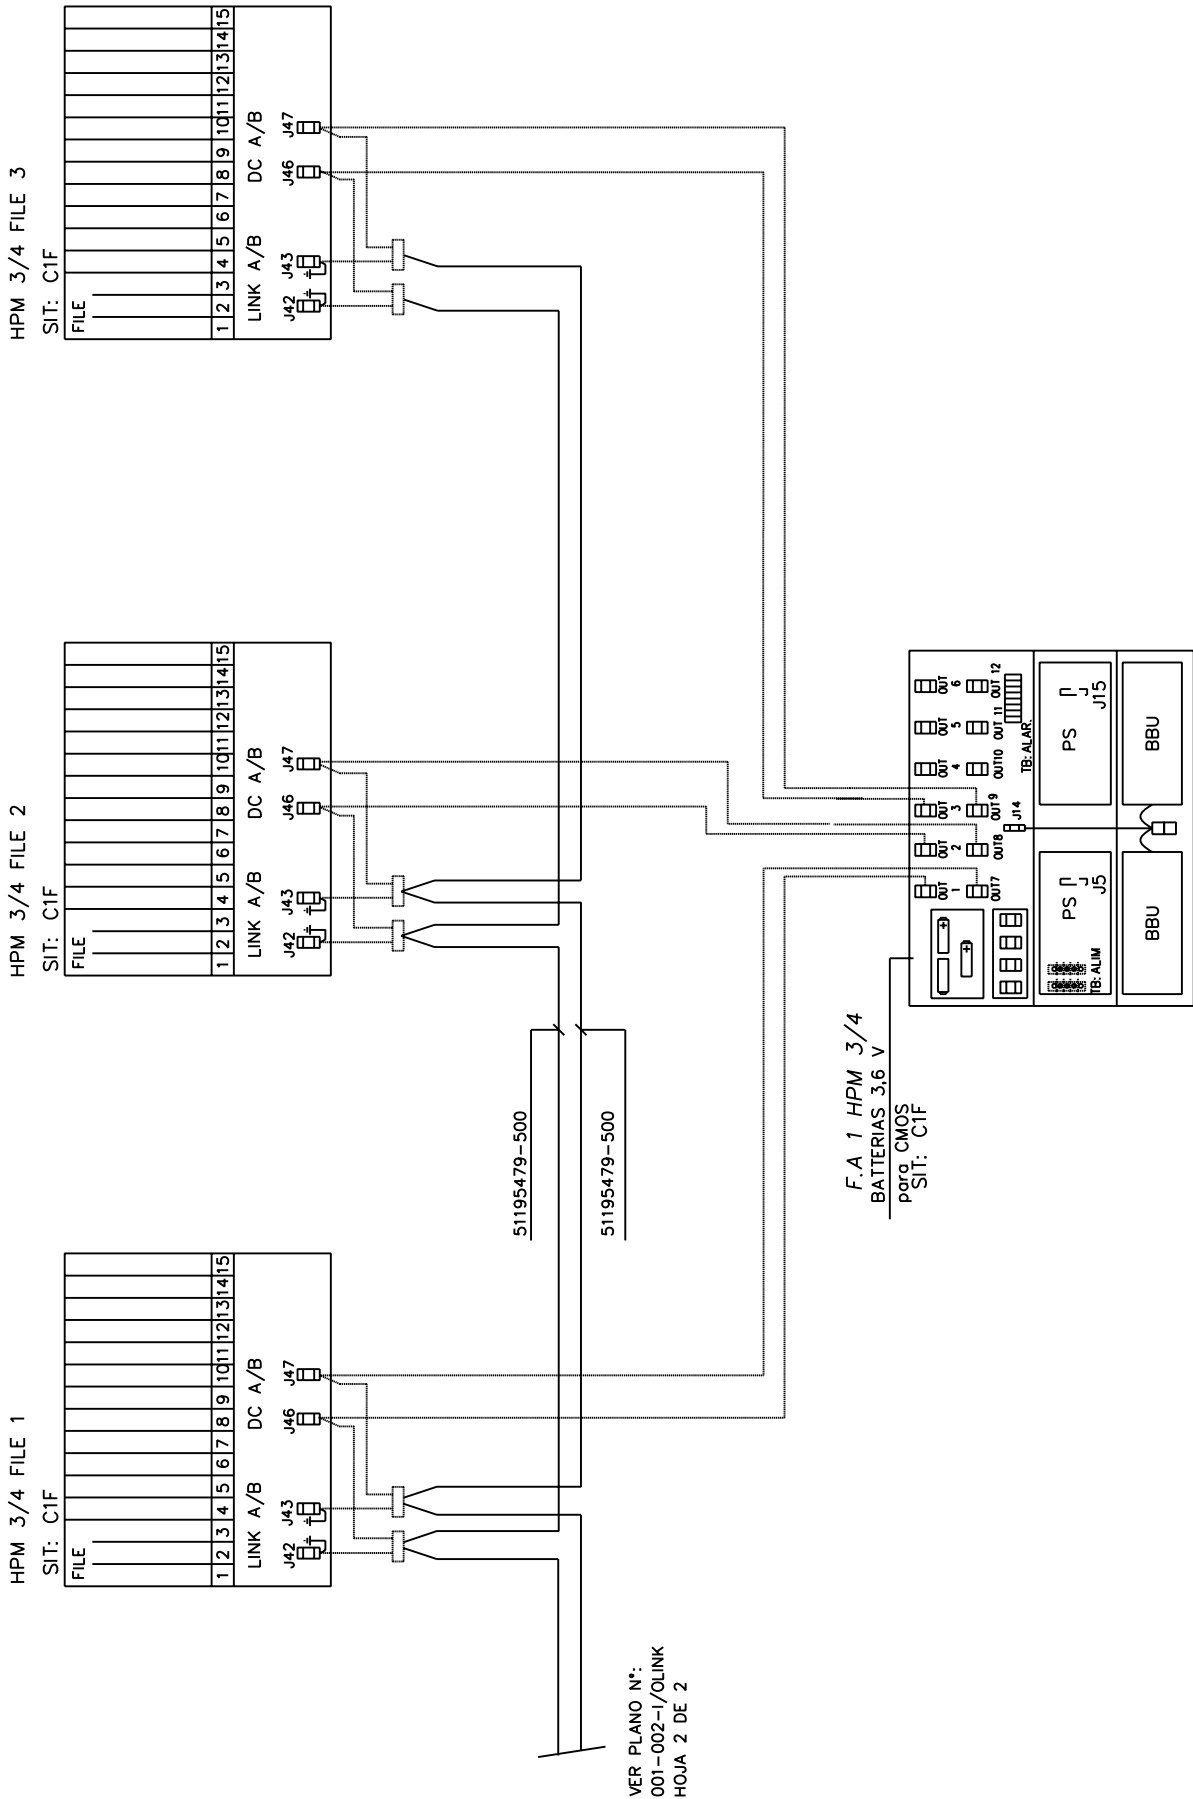 HPM 3/4 FILE 1
SIT: C1F
FILE
1 2 3 4 5 6 7 8 9 10 11 12 13 14 15
LINK A/B DC A/B
J42 J43 J46 J47
HPM 3/4 FILE 2
SIT: C1F
FILE
1 2 3 4 5 6 7 8 9 10 11 12 13 14 15
LINK A/B DC A/B
J42 J43 J46 J47
HPM 3/4 FILE 3
SIT: C1F
FILE
1 2 3 4 5 6 7 8 9 10 11 12 13 14 15
LINK A/B DC A/B
J42 J43 J46 J47
51195479-500
51195479-500
VER PLANO N°:
001-002-I/OLINK
HOJA 2 DE 2
F.A 1 HPM 3/4
BATTERIAS 3,6 V
para CMOS
SIT: C1F
+ + +
OUT OUT OUT OUT OUT OUT
1 2 3 4 5 6
OUT7 OUT8 OUT9 OUT10 OUT 11 OUT 12
J14
TB: ALAR.
TB: ALIM
PS
J5
PS
J15
BBU
BBU